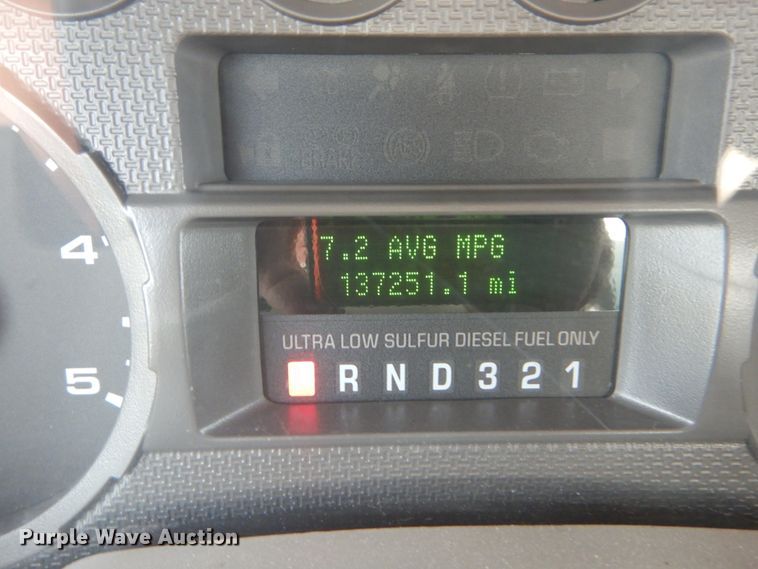 BRAKE
ABS
4
7.2 AVG MPG
137251.1 mi
ULTRA LOW SULFUR DIESEL FUEL ONLY
R N D 3 2 1
5
Purple Wave Auction